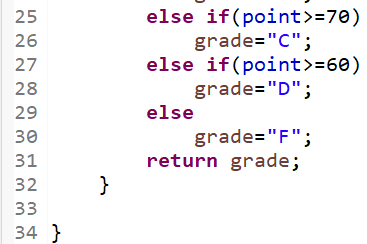 25 else if(point>=70)
26 grade="C";
27 else if(point>=60)
28 grade="D";
29 else
30 grade="F";
31 return grade;
32 }
33
34 }